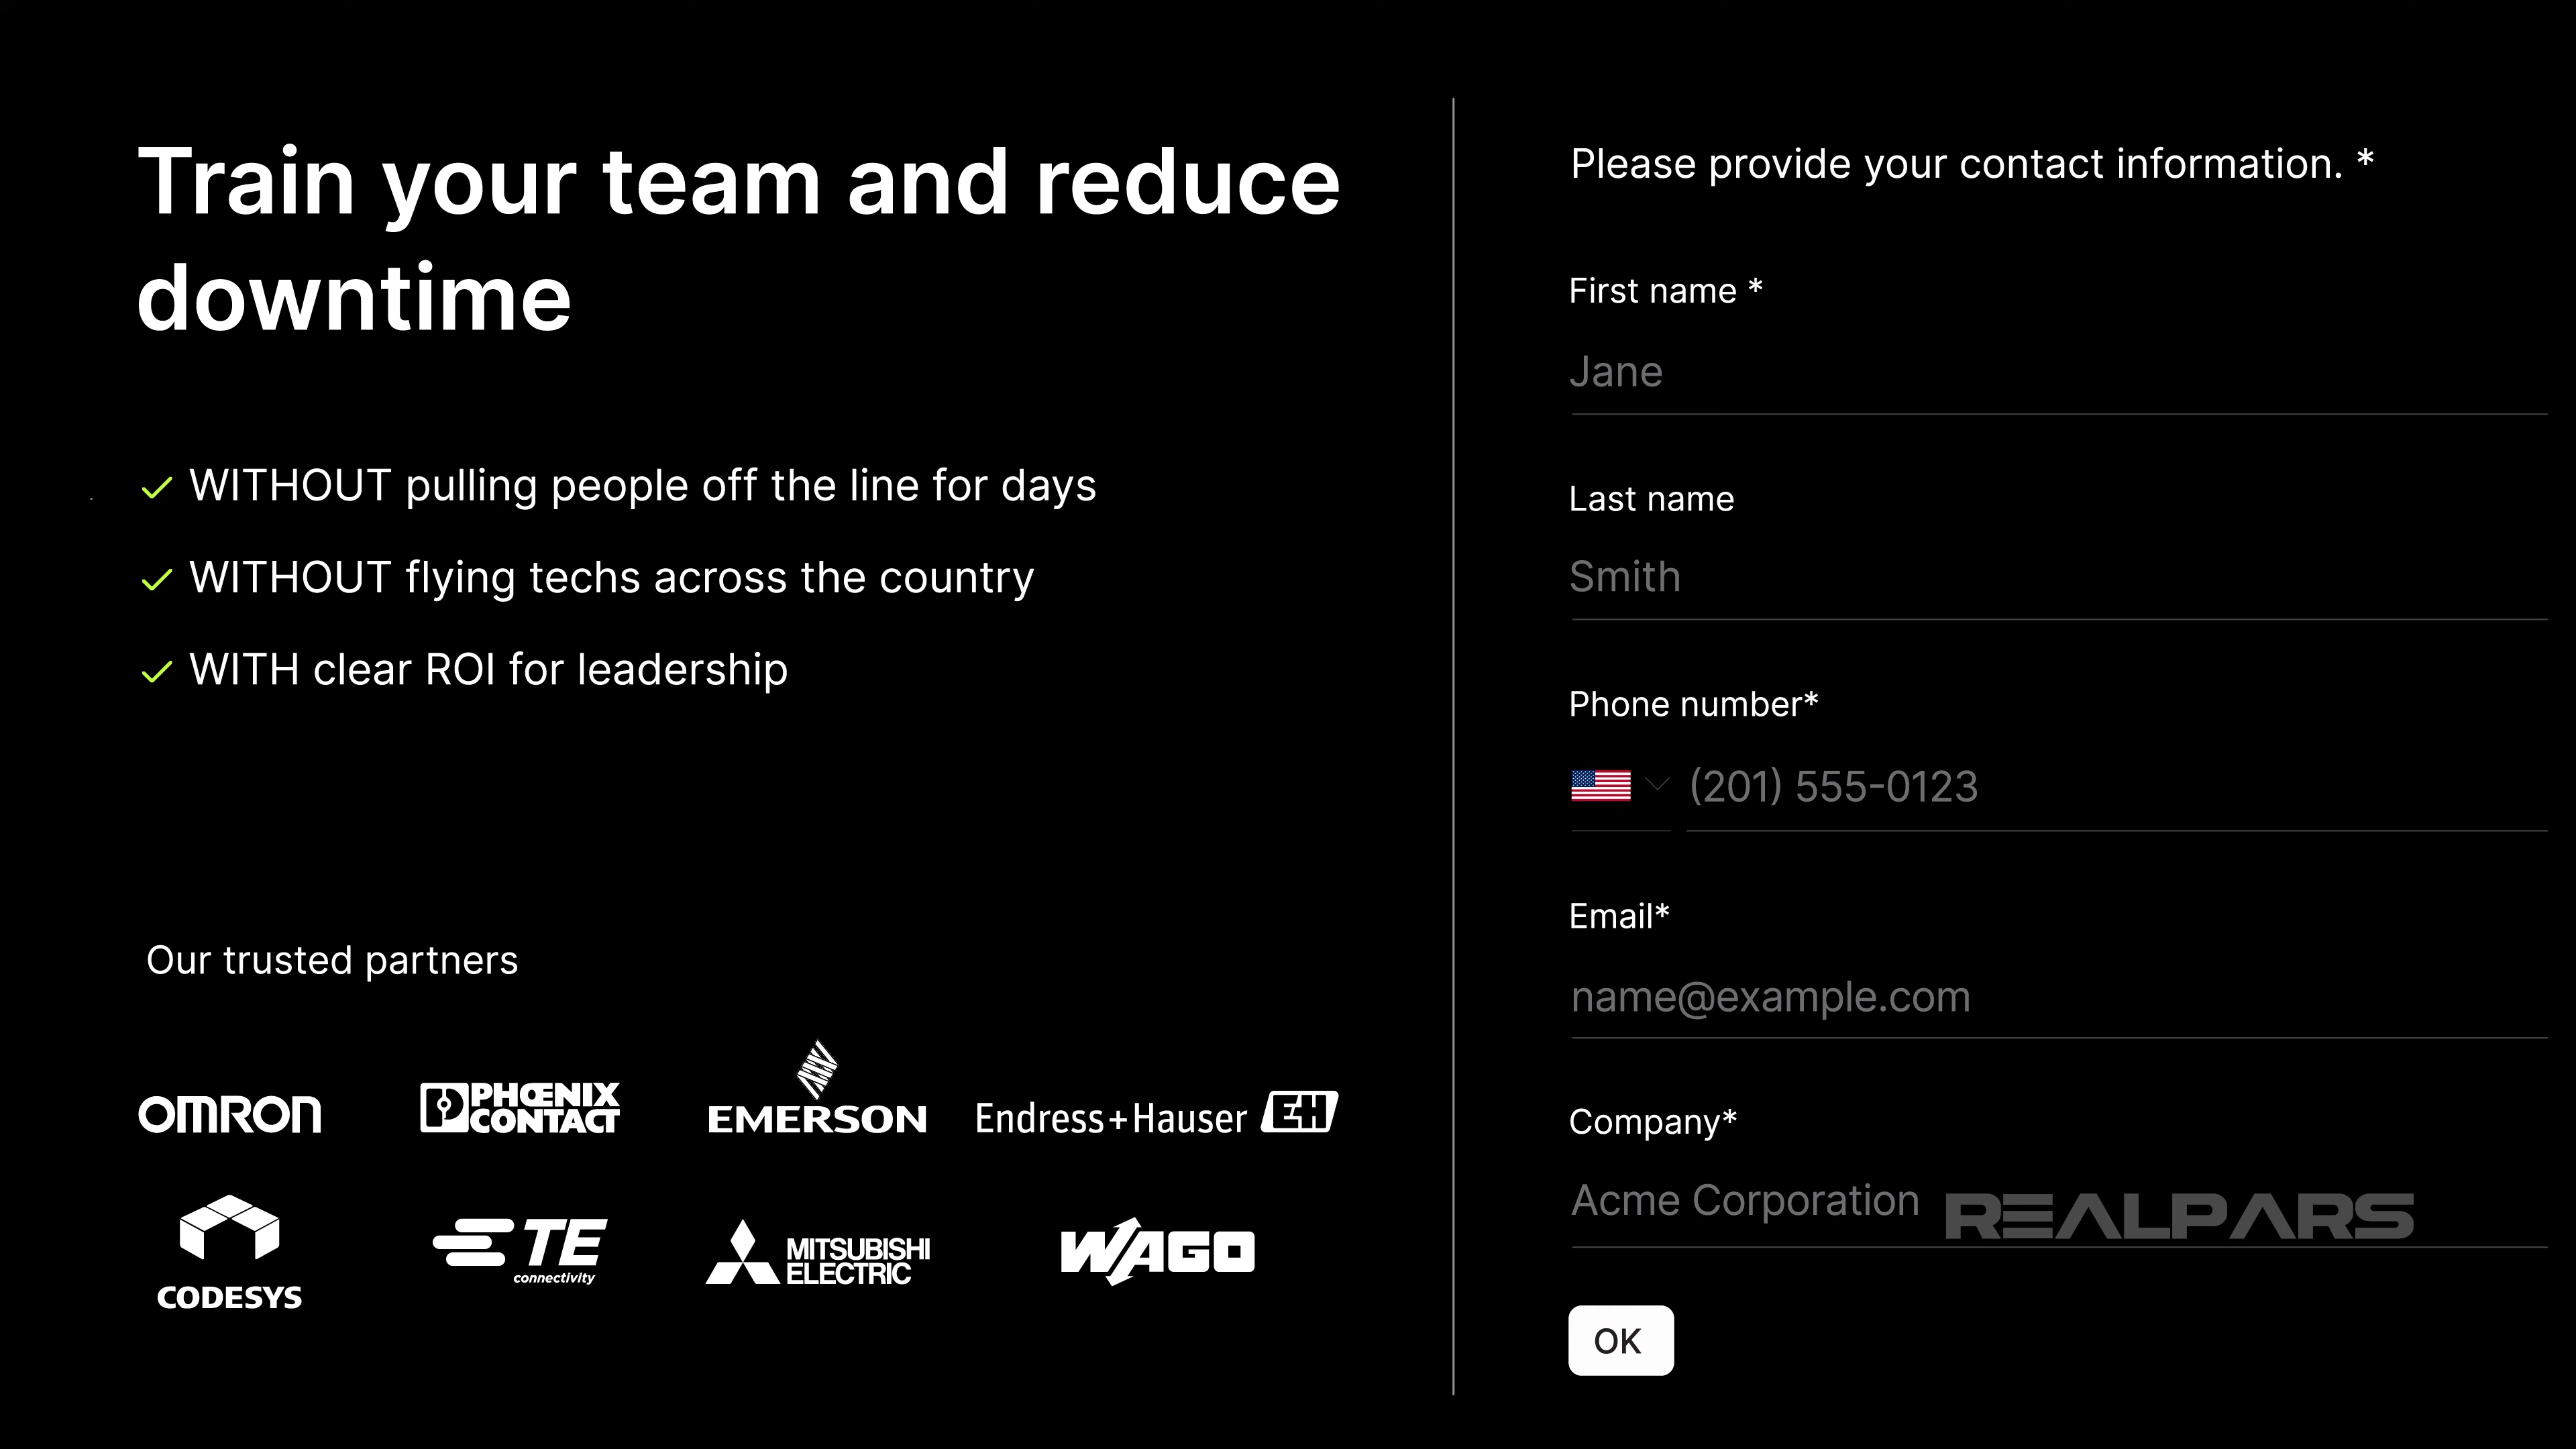 Train your team and reduce
downtime
WITHOUT pulling people off the line for days
WITHOUT flying techs across the country
WITH clear ROI for leadership
Our trusted partners
OMRON
PHŒNIX
CONTACT
EMERSON
Endress+Hauser EH
CODESYS
TE
connectivity
MITSUBISHI
ELECTRIC
WAGO
Please provide your contact information. *
First name *
Jane
Last name
Smith
Phone number*
(201) 555-0123
Email*
name@example.com
Company*
Acme Corporation
REALPARS
OK